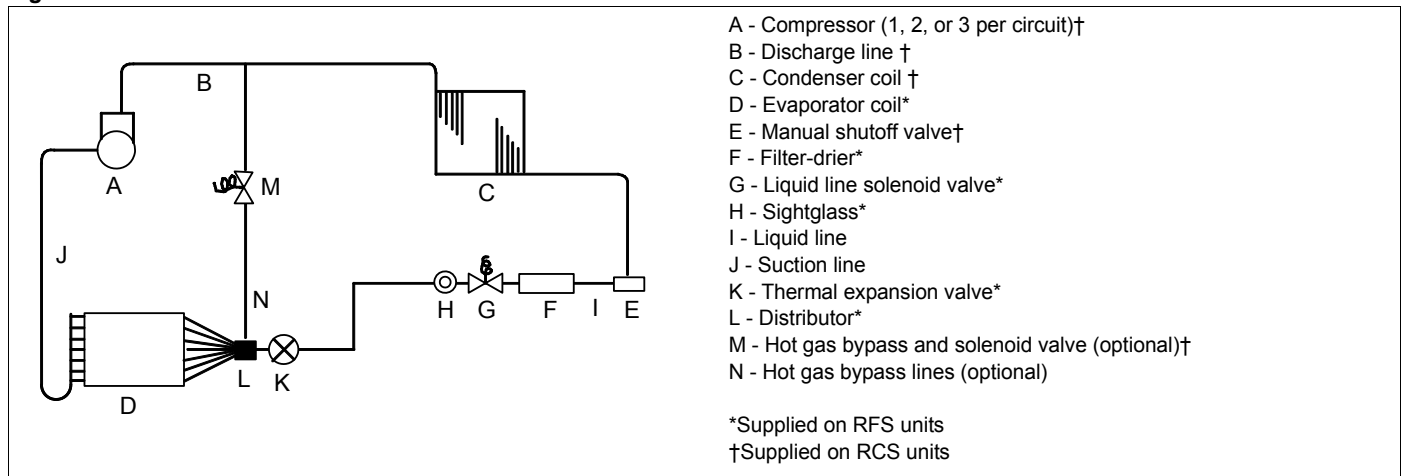 A - Compressor (1, 2, or 3 per circuit)†
B - Discharge line †
C - Condenser coil †
D - Evaporator coil*
E - Manual shutoff valve†
F - Filter-drier*
G - Liquid line solenoid valve*
H - Sightglass*
I - Liquid line
J - Suction line
K - Thermal expansion valve*
L - Distributor*
M - Hot gas bypass and solenoid valve (optional)†
N - Hot gas bypass lines (optional)
*Supplied on RFS units
†Supplied on RCS units
B
A
M
C
J
N
H
G
F
I
E
L
K
D